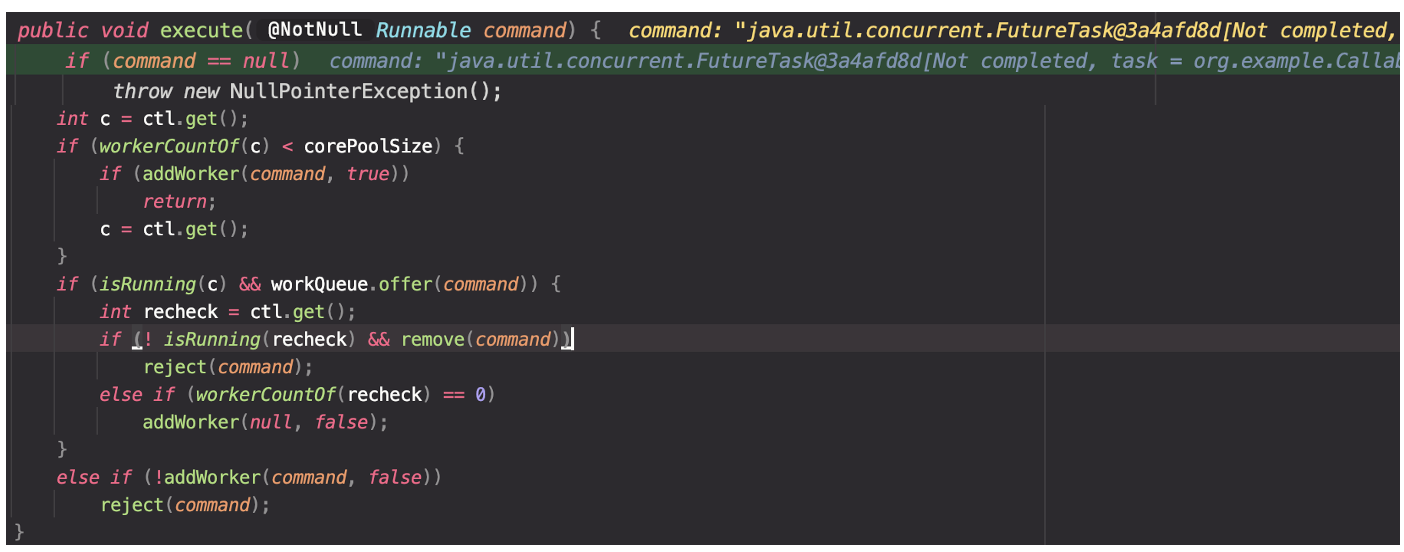 public void execute( @NotNull Runnable command) {   command: "java.util.concurrent.FutureTask@3a4afd8d[Not completed,
    if (command == null)   command: "java.util.concurrent.FutureTask@3a4afd8d[Not completed, task = org.example.Callab
        throw new NullPointerException();
    int c = ctl.get();
    if (workerCountOf(c) < corePoolSize) {
        if (addWorker(command, true))
            return;
        c = ctl.get();
    }
    if (isRunning(c) && workQueue.offer(command)) {
        int recheck = ctl.get();
        if (! isRunning(recheck) && remove(command))
            reject(command);
        else if (workerCountOf(recheck) == 0)
            addWorker(null, false);
    }
    else if (!addWorker(command, false))
        reject(command);
}